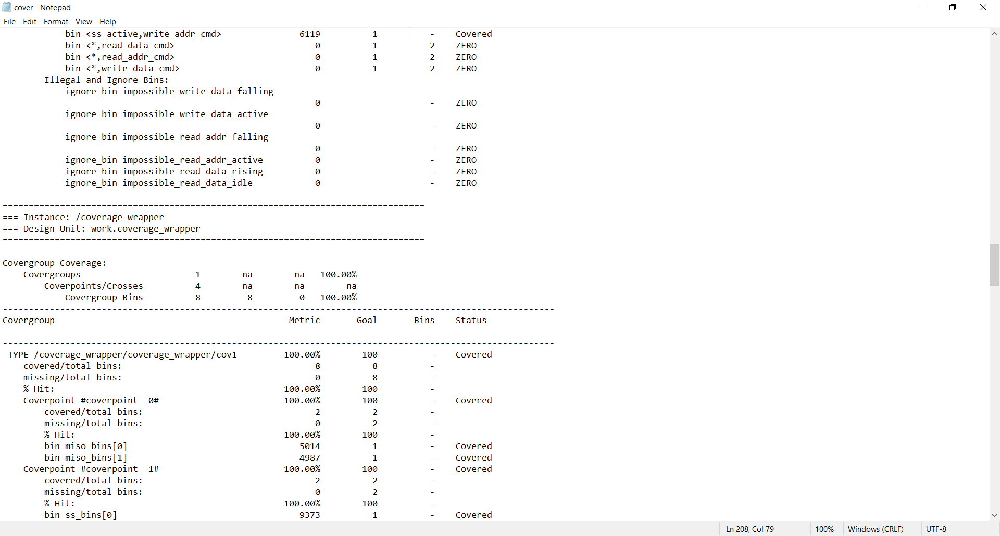 cover - Notepad
File Edit Format View Help
bin <ss_active,write_addr_cmd> 6119 1 - Covered
bin <*,read_data_cmd> 0 1 2 ZERO
bin <*,read_addr_cmd> 0 1 2 ZERO
bin <*,write_data_cmd> 0 1 2 ZERO
Illegal and Ignore Bins:
ignore_bin impossible_write_data_falling
0 - ZERO
ignore_bin impossible_write_data_active
0 - ZERO
ignore_bin impossible_read_addr_falling
0 - ZERO
ignore_bin impossible_read_addr_active 0 - ZERO
ignore_bin impossible_read_data_rising 0 - ZERO
ignore_bin impossible_read_data_idle 0 - ZERO
=================================================================================
=== Instance: /coverage_wrapper
=== Design Unit: work.coverage_wrapper
=================================================================================
Covergroup Coverage:
Covergroups 1 na na 100.00%
Coverpoints/Crosses 4 na na na
Covergroup Bins 8 8 0 100.00%
----------------------------------------------------------------------------------------------------------
Covergroup Metric Goal Bins Status
----------------------------------------------------------------------------------------------------------
TYPE /coverage_wrapper/coverage_wrapper/cov1 100.00% 100 - Covered
covered/total bins: 8 8 -
missing/total bins: 0 8 -
% Hit: 100.00% 100 -
Coverpoint #coverpoint__0# 100.00% 100 - Covered
covered/total bins: 2 2 -
missing/total bins: 0 2 -
% Hit: 100.00% 100 -
bin miso_bins[0] 5014 1 - Covered
bin miso_bins[1] 4987 1 - Covered
Coverpoint #coverpoint__1# 100.00% 100 - Covered
covered/total bins: 2 2 -
missing/total bins: 0 2 -
% Hit: 100.00% 100 -
bin ss_bins[0] 9373 1 - Covered
Ln 208, Col 79 100% Windows (CRLF) UTF-8